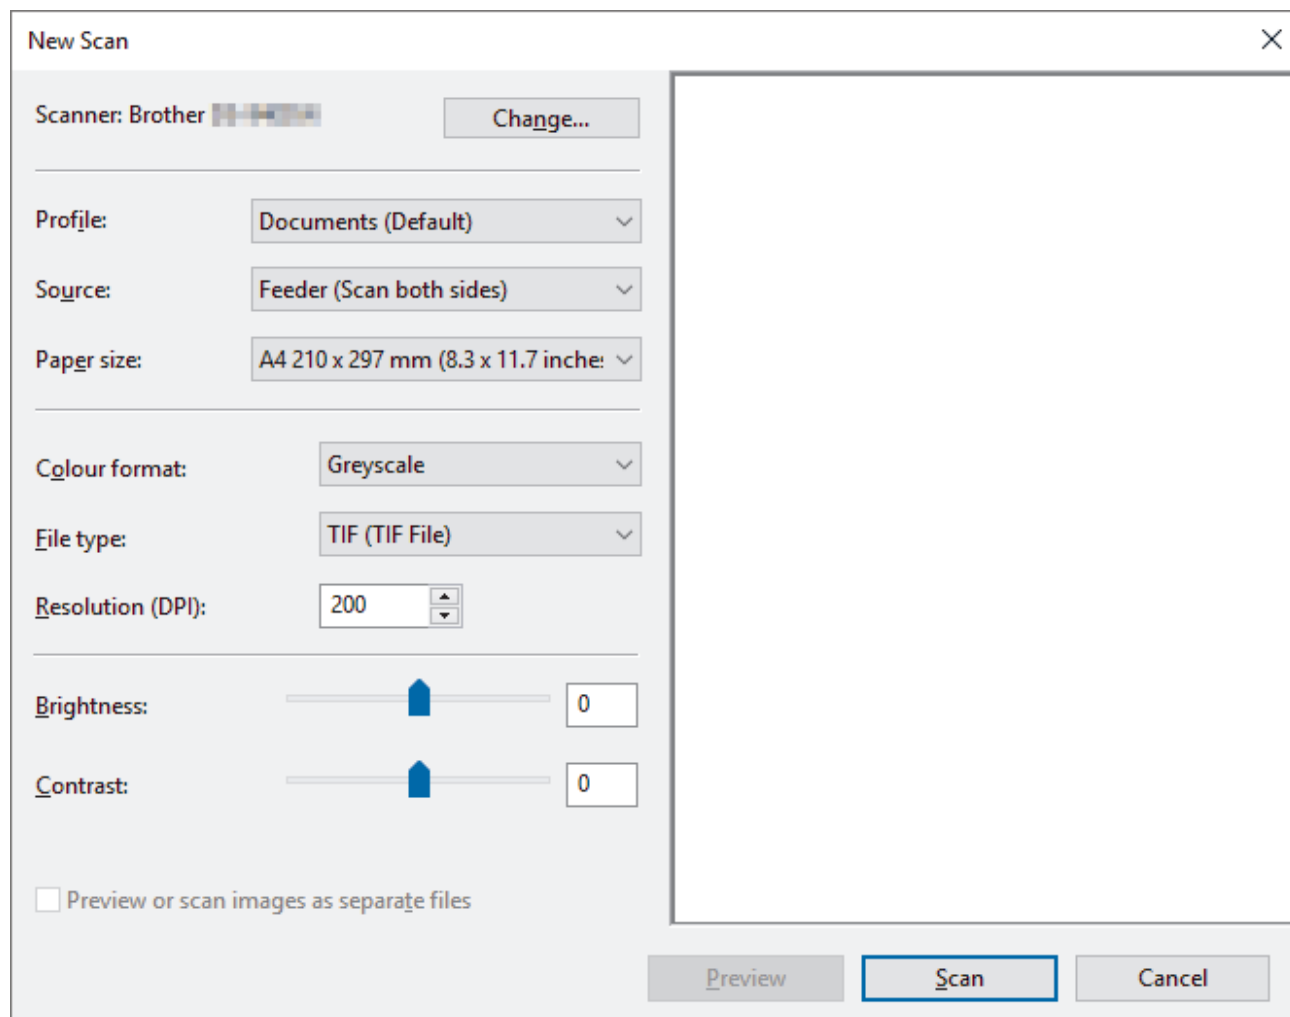 New Scan
Scanner: Brother
Change...
Profile:
Documents (Default)
Source:
Feeder (Scan both sides)
Paper size:
A4 210 x 297 mm (8.3 x 11.7 inches
Colour format:
Greyscale
File type:
TIF (TIF File)
Resolution (DPI):
200
Brightness:
0
Contrast:
0
Preview or scan images as separate files
Preview
Scan
Cancel